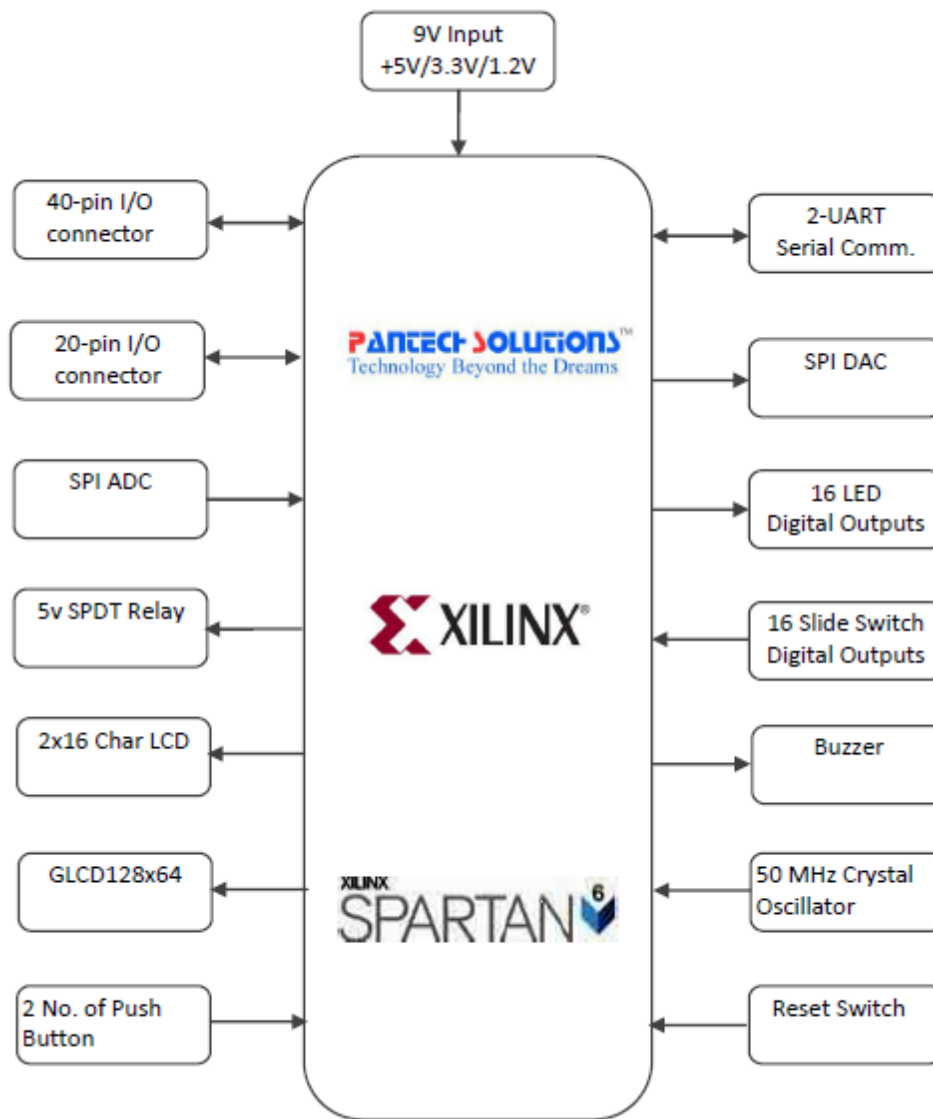 9V Input
+5V/3.3V/1.2V
40-pin I/O
connector
20-pin I/O
connector
SPI ADC
5v SPDT Relay
2x16 Char LCD
GLCD128x64
2 No. of Push
Button
PANTECH SOLUTIONS™
Technology Beyond the Dreams
XILINX®
XILINX
SPARTAN 6
2-UART
Serial Comm.
SPI DAC
16 LED
Digital Outputs
16 Slide Switch
Digital Outputs
Buzzer
50 MHz Crystal
Oscillator
Reset Switch